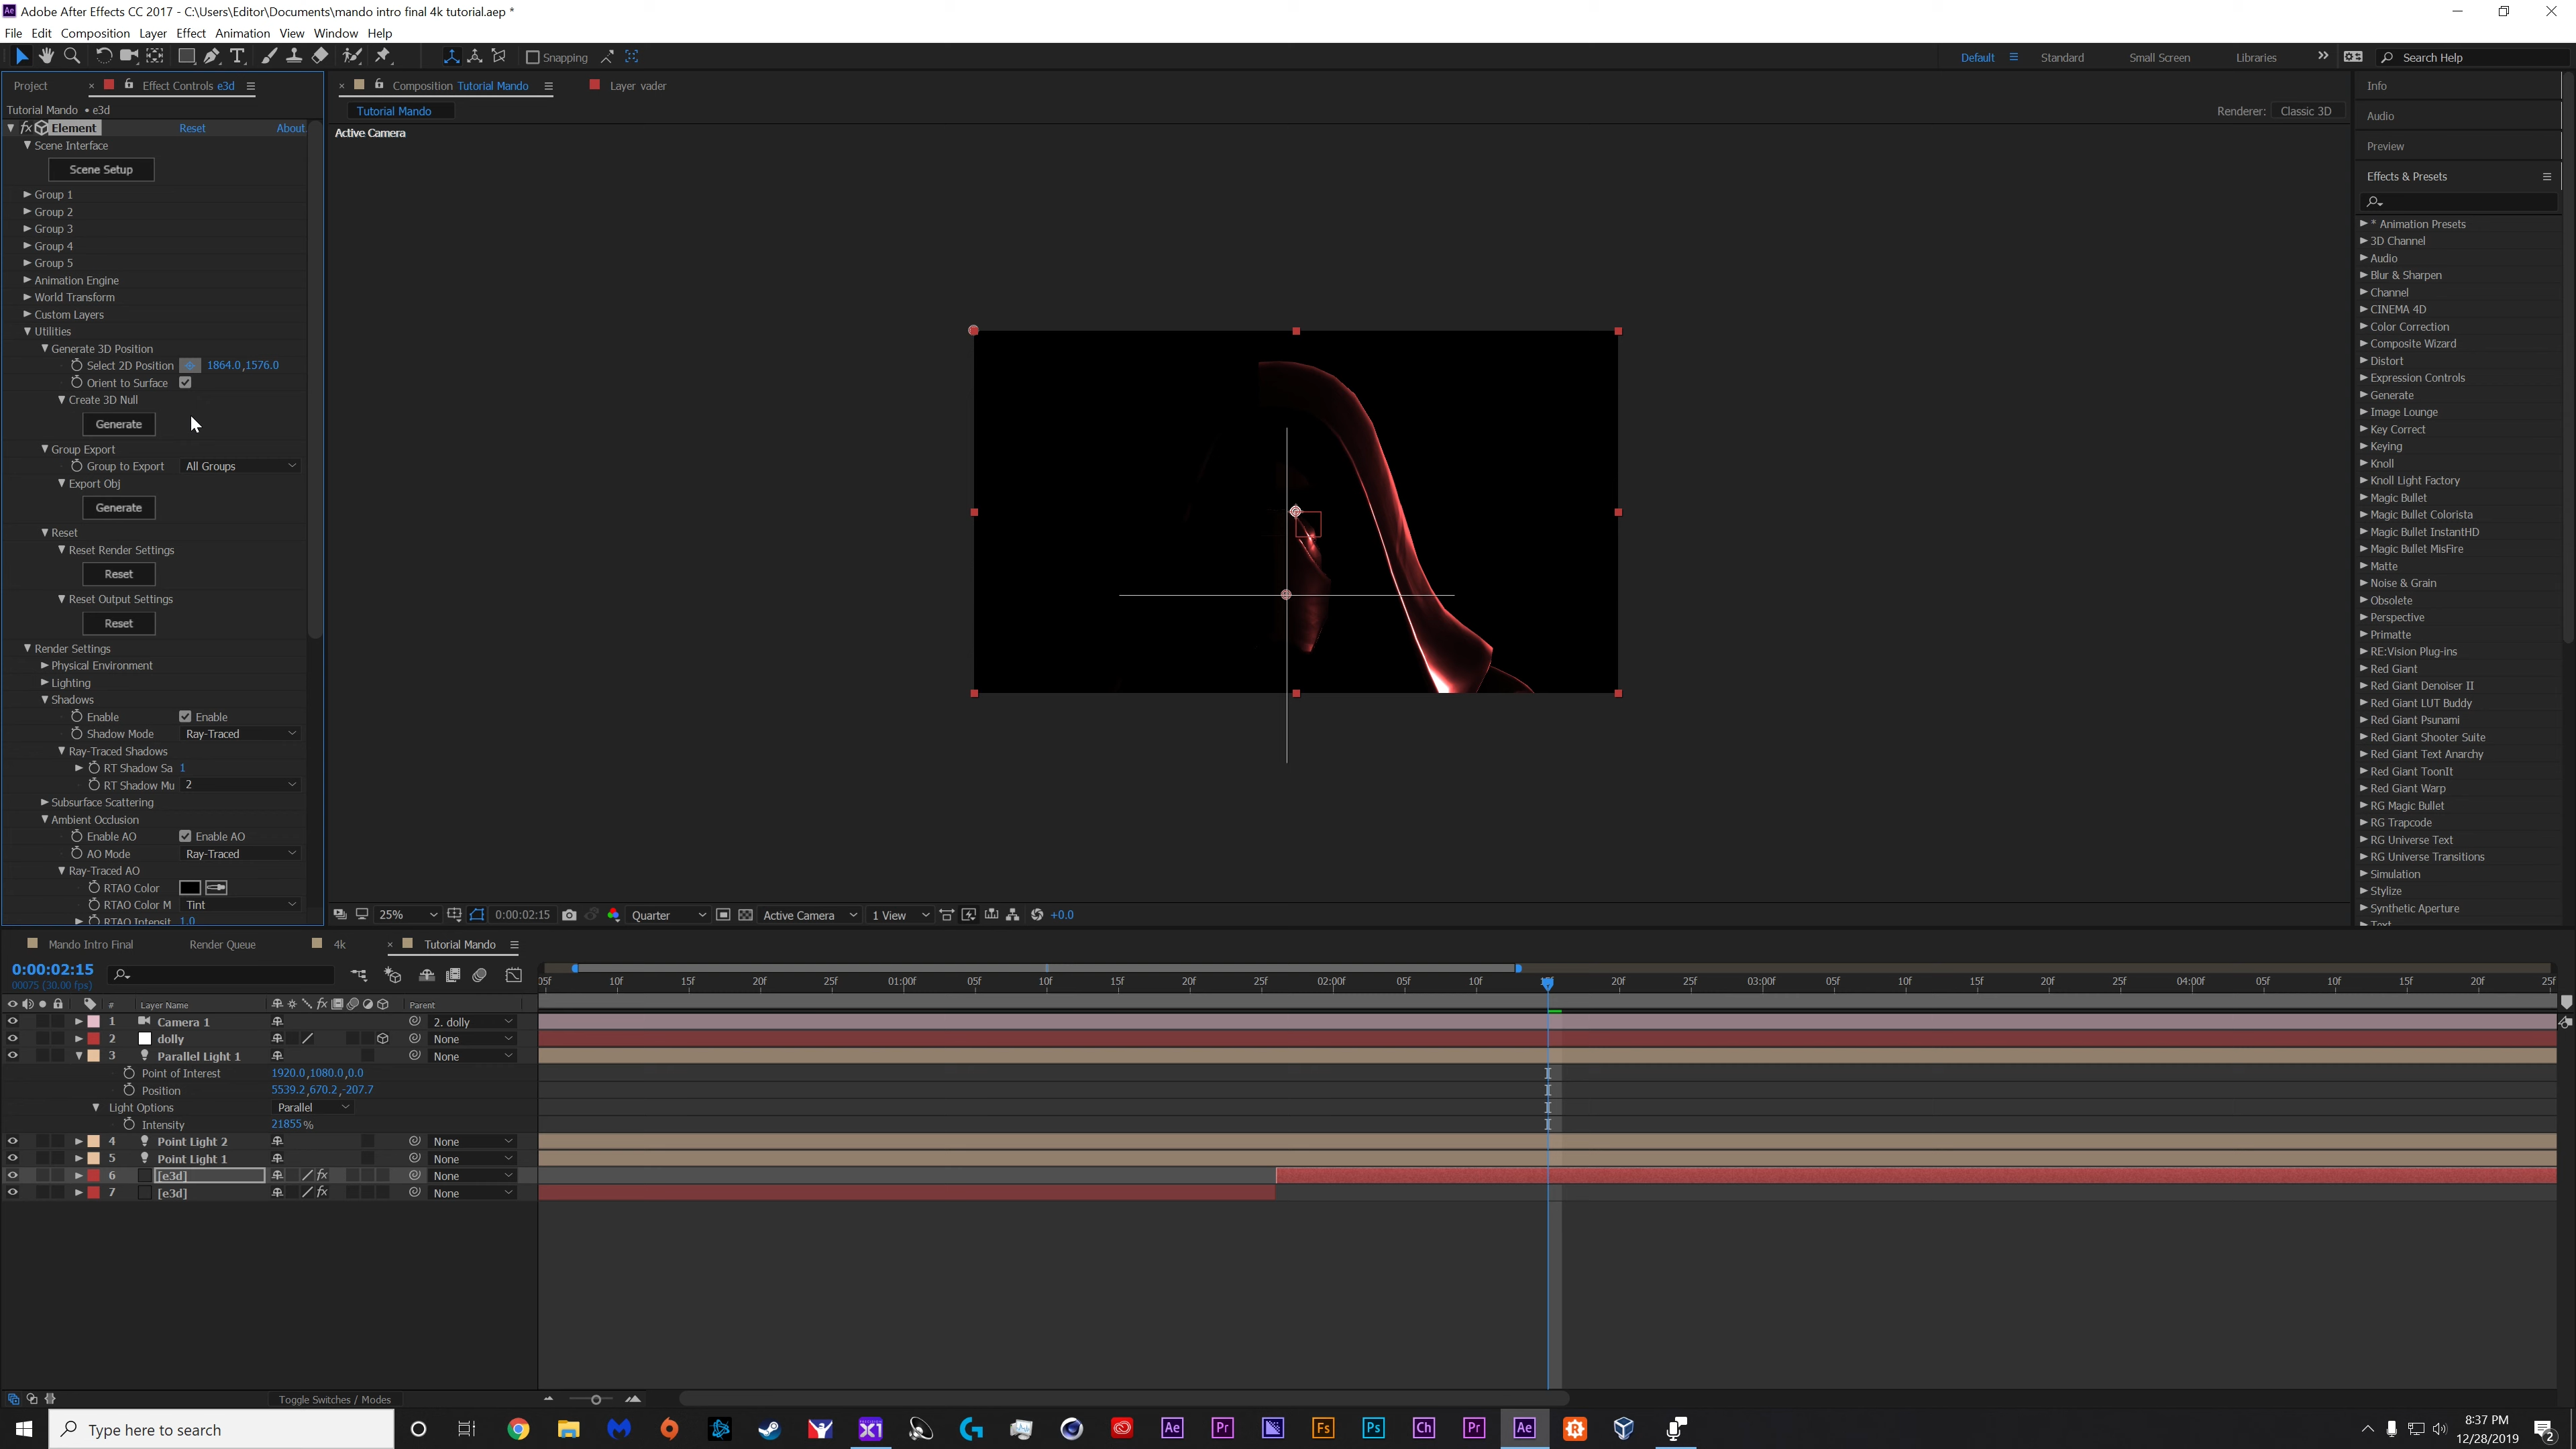 Adobe After Effects CC 2017 - C:\Users\Editor\Documents\mando intro final 4k tutorial.aep *
File Edit Composition Layer Effect Animation View Window Help
Snapping
Default
Standard
Small Screen
Libraries
Search Help
Project
Effect Controls e3d
Tutorial Mando • e3d
Element Reset About
Scene Interface
Scene Setup
Group 1
Group 2
Group 3
Group 4
Group 5
Animation Engine
World Transform
Custom Layers
Utilities
Generate 3D Position
Select 2D Position 1864.0,1576.0
Orient to Surface
Create 3D Null
Generate
Group Export
Group to Export All Groups
Export Obj
Generate
Reset
Reset Render Settings
Reset
Reset Output Settings
Reset
Render Settings
Physical Environment
Lighting
Shadows
Enable Enable
Shadow Mode Ray-Traced
Ray-Traced Shadows
RT Shadow Sa 1
RT Shadow Mu 2
Subsurface Scattering
Ambient Occlusion
Enable AO Enable AO
AO Mode Ray-Traced
Ray-Traced AO
RTAO Color
RTAO Color M Tint
RTAO Intensit 1.0
Composition Tutorial Mando
Layer vader
Tutorial Mando
Renderer: Classic 3D
Active Camera
25%
0:00:02:15
Quarter
Active Camera
1 View
+0.0
Info
Audio
Preview
Effects & Presets
* Animation Presets
3D Channel
Audio
Blur & Sharpen
Channel
CINEMA 4D
Color Correction
Composite Wizard
Distort
Expression Controls
Generate
Image Lounge
Key Correct
Keying
Knoll
Knoll Light Factory
Magic Bullet
Magic Bullet Colorista
Magic Bullet InstantHD
Magic Bullet MisFire
Matte
Noise & Grain
Obsolete
Perspective
Primatte
RE:Vision Plug-ins
Red Giant
Red Giant Denoiser II
Red Giant LUT Buddy
Red Giant Psunami
Red Giant Shooter Suite
Red Giant Text Anarchy
Red Giant ToonIt
Red Giant Warp
RG Magic Bullet
RG Trapcode
RG Universe Text
RG Universe Transitions
Simulation
Stylize
Synthetic Aperture
Text
Mando Intro Final
Render Queue
4k
Tutorial Mando
0:00:02:15
00075 (30.00 fps)
05f 10f 15f 20f 25f 01:00f 05f 10f 15f 20f 25f 02:00f 05f 10f 20f 25f 03:00f 05f 10f 15f 20f 25f 04:00f 05f 10f 15f 20f 25f
# Layer Name Parent
1 Camera 1 2. dolly
2 dolly None
3 Parallel Light 1 None
Point of Interest 1920.0,1080.0,0.0
Position 5539.2,670.2,-207.7
Light Options Parallel
Intensity 21855%
4 Point Light 2 None
5 Point Light 1 None
6 [e3d] None
7 [e3d] None
Toggle Switches / Modes
Type here to search
X1
Ae
Pr
Fs
Ps
Ch
Pr
Ae
8:37 PM
12/28/2019
2